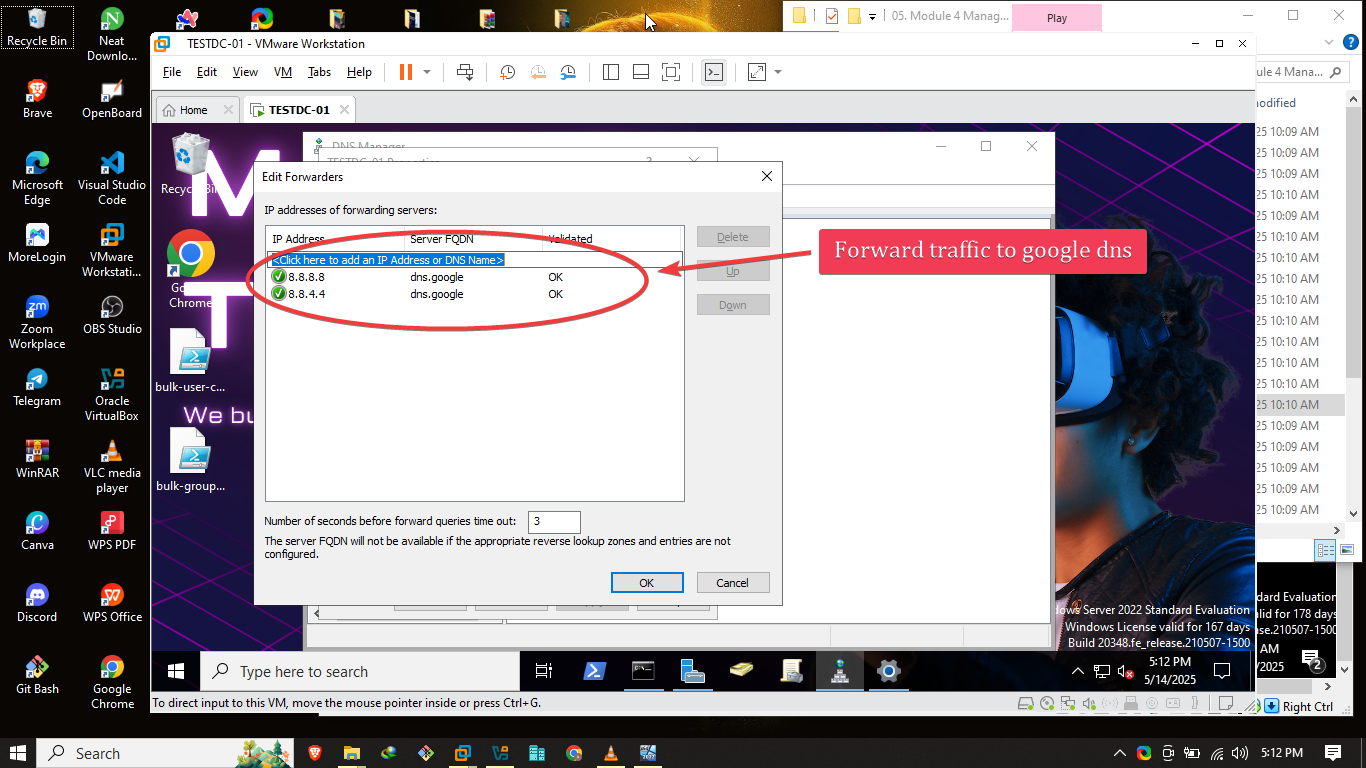 Recycle Bin
Neat
Downlo...
05. Module 4 Manag...
Play
TESTDC-01 - VMware Workstation
File Edit View VM Tabs Help
ule 4 Mana...
Home
TESTDC-01
odified
Brave
OpenBoard
DNS Manager
TESTDC-01 Properties
?
25 10:09 AM
25 10:09 AM
25 10:10 AM
25 10:10 AM
25 10:09 AM
25 10:09 AM
25 10:10 AM
25 10:09 AM
25 10:10 AM
25 10:10 AM
25 10:10 AM
25 10:10 AM
25 10:10 AM
25 10:10 AM
25 10:09 AM
25 10:09 AM
25 10:09 AM
25 10:09 AM
25 10:09 AM
Microsoft
Edge
Visual Studio
Code
Recycle Bin
Edit Forwarders
IP addresses of forwarding servers:
IP Address Server FQDN Validated
<Click here to add an IP Address or DNS Name>
8.8.8.8 dns.google OK
8.8.4.4 dns.google OK
Delete
Up
Down
Forward traffic to google dns
MoreLogin
VMware
Workstati...
Go
Chrome
Zoom
Workplace
OBS Studio
bulk-user-c...
Telegram
Oracle
VirtualBox
We bu
WinRAR
VLC media
player
bulk-group...
Number of seconds before forward queries time out: 3
The server FQDN will not be available if the appropriate reverse lookup zones and entries are not
configured.
OK
Cancel
Canva
WPS PDF
Discord
WPS Office
ows Server 2022 Standard Evaluation
Windows License valid for 167 days
Build 20348.fe_release.210507-1500
ndard Evaluation
lid for 178 days
se.210507-1500
AM
/2025
2
Git Bash
Google
Chrome
Type here to search
5:12 PM
5/14/2025
To direct input to this VM, move the mouse pointer inside or press Ctrl+G.
Right Ctrl
Search
5:12 PM